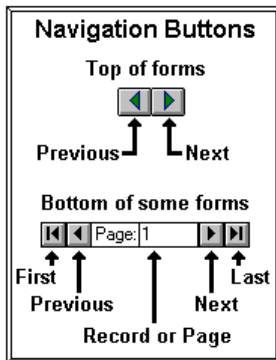 Navigation Buttons
Top of forms
Previous Next
Bottom of some forms
Page: 1
First Last
Previous Next
Record or Page